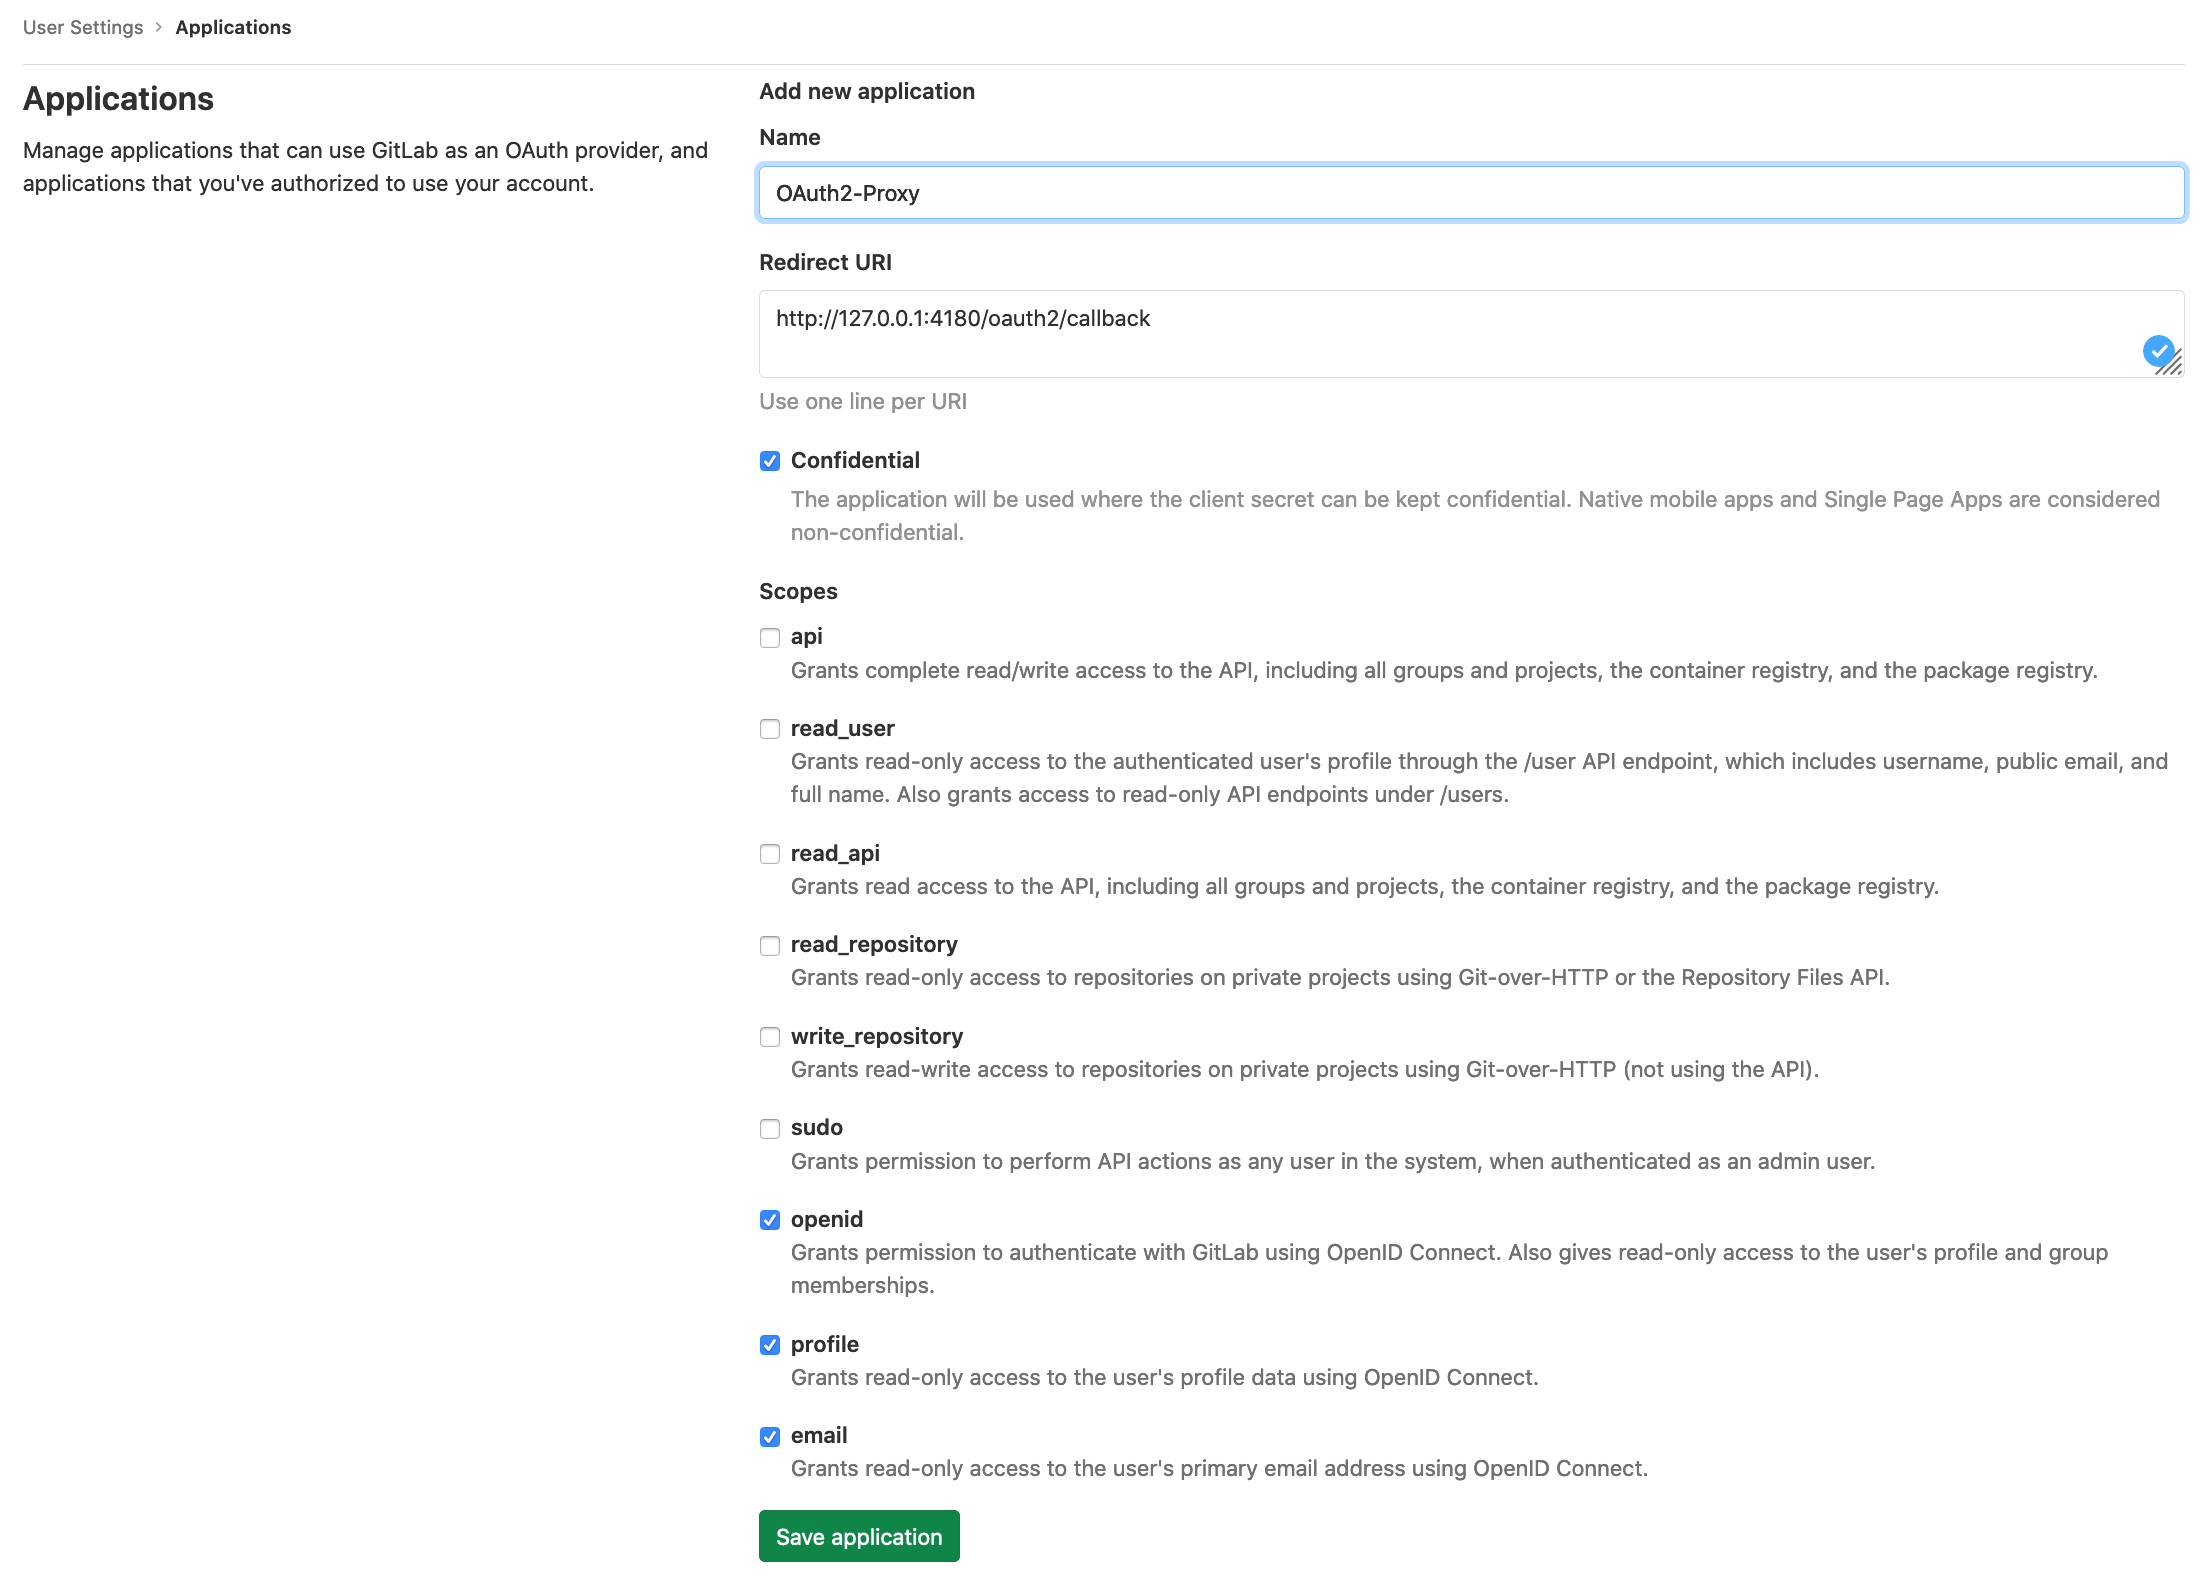 User Settings > Applications
Applications
Manage applications that can use GitLab as an OAuth provider, and
applications that you've authorized to use your account.
Add new application
Name
OAuth2-Proxy
Redirect URI
http://127.0.0.1:4180/oauth2/callback
Use one line per URI
Confidential
The application will be used where the client secret can be kept confidential. Native mobile apps and Single Page Apps are considered
non-confidential.
Scopes
api
Grants complete read/write access to the API, including all groups and projects, the container registry, and the package registry.
read_user
Grants read-only access to the authenticated user's profile through the /user API endpoint, which includes username, public email, and
full name. Also grants access to read-only API endpoints under /users.
read_api
Grants read access to the API, including all groups and projects, the container registry, and the package registry.
read_repository
Grants read-only access to repositories on private projects using Git-over-HTTP or the Repository Files API.
write_repository
Grants read-write access to repositories on private projects using Git-over-HTTP (not using the API).
sudo
Grants permission to perform API actions as any user in the system, when authenticated as an admin user.
openid
Grants permission to authenticate with GitLab using OpenID Connect. Also gives read-only access to the user's profile and group
memberships.
profile
Grants read-only access to the user's profile data using OpenID Connect.
email
Grants read-only access to the user's primary email address using OpenID Connect.
Save application